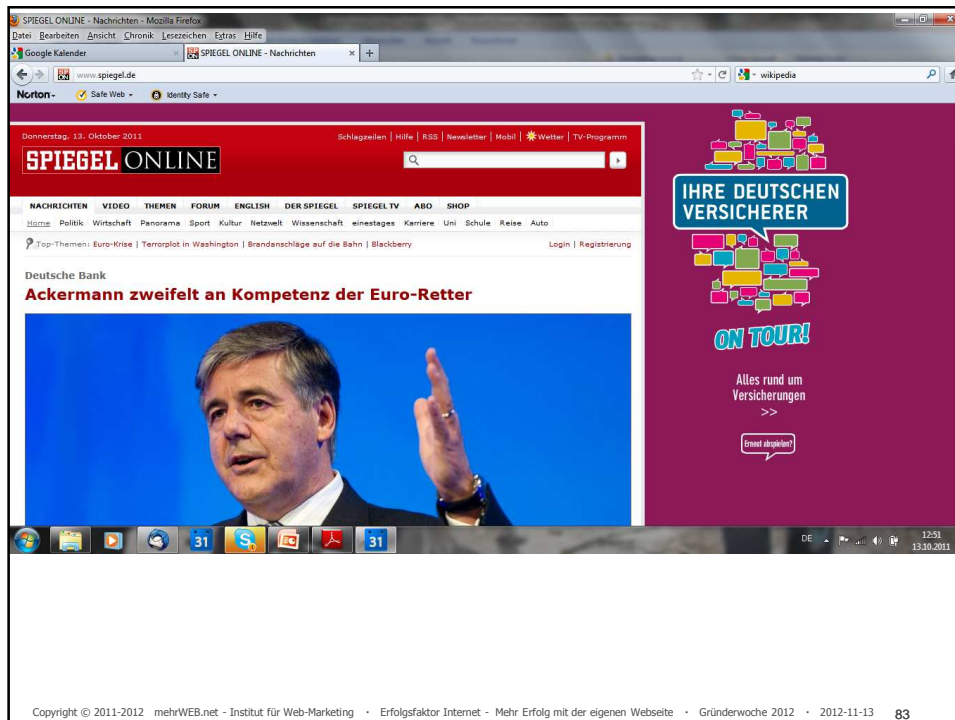 SPIEGEL ONLINE - Nachrichten - Mozilla Firefox
Datei Bearbeiten Ansicht Chronik Lesezeichen Extras Hilfe
Google Kalender SPIEGEL ONLINE - Nachrichten
www.spiegel.de wikipedia
Norton Safe Web Identity Safe
Donnerstag, 13. Oktober 2011 Schlagzeilen | Hilfe | RSS | Newsletter | Mobil | Wetter | TV-Programm
SPIEGEL ONLINE
NACHRICHTEN VIDEO THEMEN FORUM ENGLISH DER SPIEGEL SPIEGEL TV ABO SHOP
Home Politik Wirtschaft Panorama Sport Kultur Netzwelt Wissenschaft einestages Karriere Uni Schule Reise Auto
Top-Themen: Euro-Krise | Terrorplot in Washington | Brandanschläge auf die Bahn | Blackberry Login | Registrierung
Deutsche Bank
Ackermann zweifelt an Kompetenz der Euro-Retter
IHRE DEUTSCHEN
VERSICHERER
ON TOUR!
Alles rund um
Versicherungen
>>
Erneut abspielen?
31 31 DE 12:51
13.10.2011
Copyright © 2011-2012 mehrWEB.net - Institut für Web-Marketing · Erfolgsfaktor Internet - Mehr Erfolg mit der eigenen Webseite · Gründerwoche 2012 · 2012-11-13 83